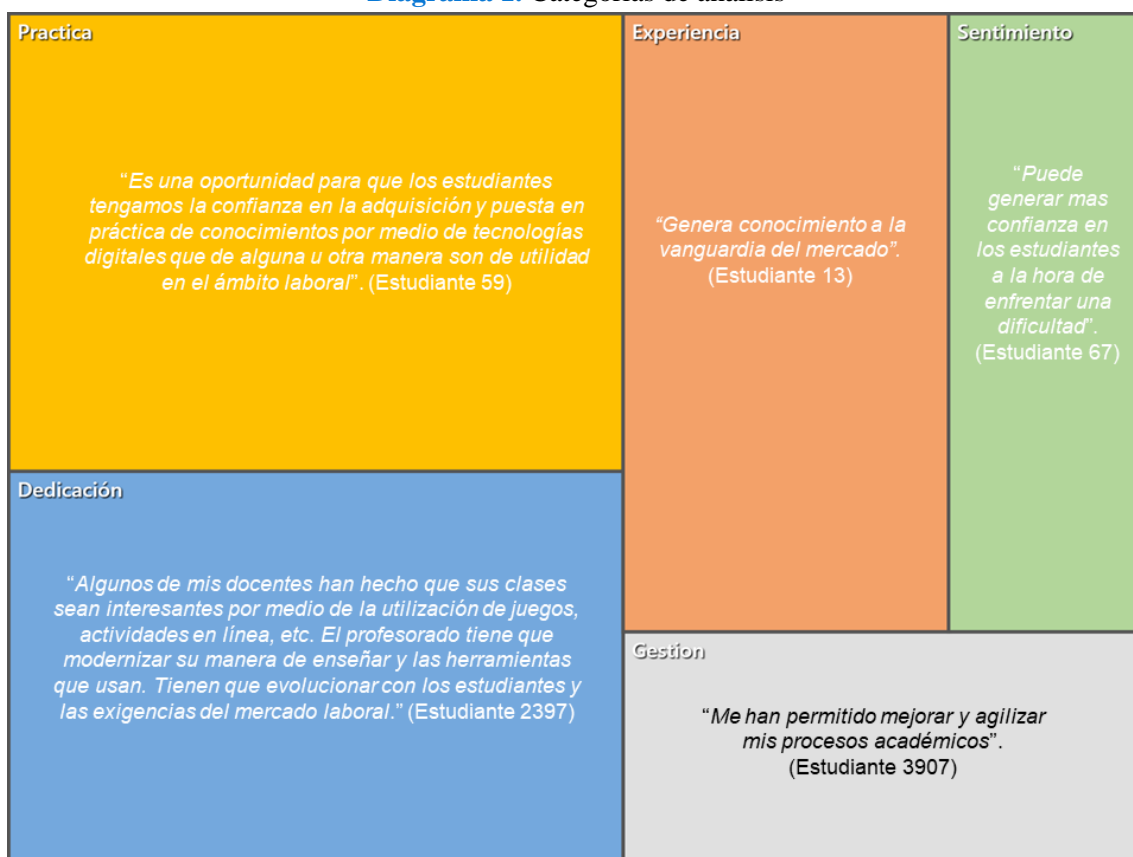 Diagrama 1. Categorías de análisis
Practica
“Es una oportunidad para que los estudiantes
tengamos la confianza en la adquisición y puesta en
práctica de conocimientos por medio de tecnologías
digitales que de alguna u otra manera son de utilidad
en el ámbito laboral”. (Estudiante 59)
Dedicación
“Algunos de mis docentes han hecho que sus clases
sean interesantes por medio de la utilización de juegos,
actividades en línea, etc. El profesorado tiene que
modernizar su manera de enseñar y las herramientas
que usan. Tienen que evolucionar con los estudiantes y
las exigencias del mercado laboral.” (Estudiante 2397)
Experiencia
“Genera conocimiento a la
vanguardia del mercado”.
(Estudiante 13)
Sentimiento
“Puede
generar mas
confianza en
los estudiantes
a la hora de
enfrentar una
dificultad”.
(Estudiante 67)
Gestion
“Me han permitido mejorar y agilizar
mis procesos académicos”.
(Estudiante 3907)